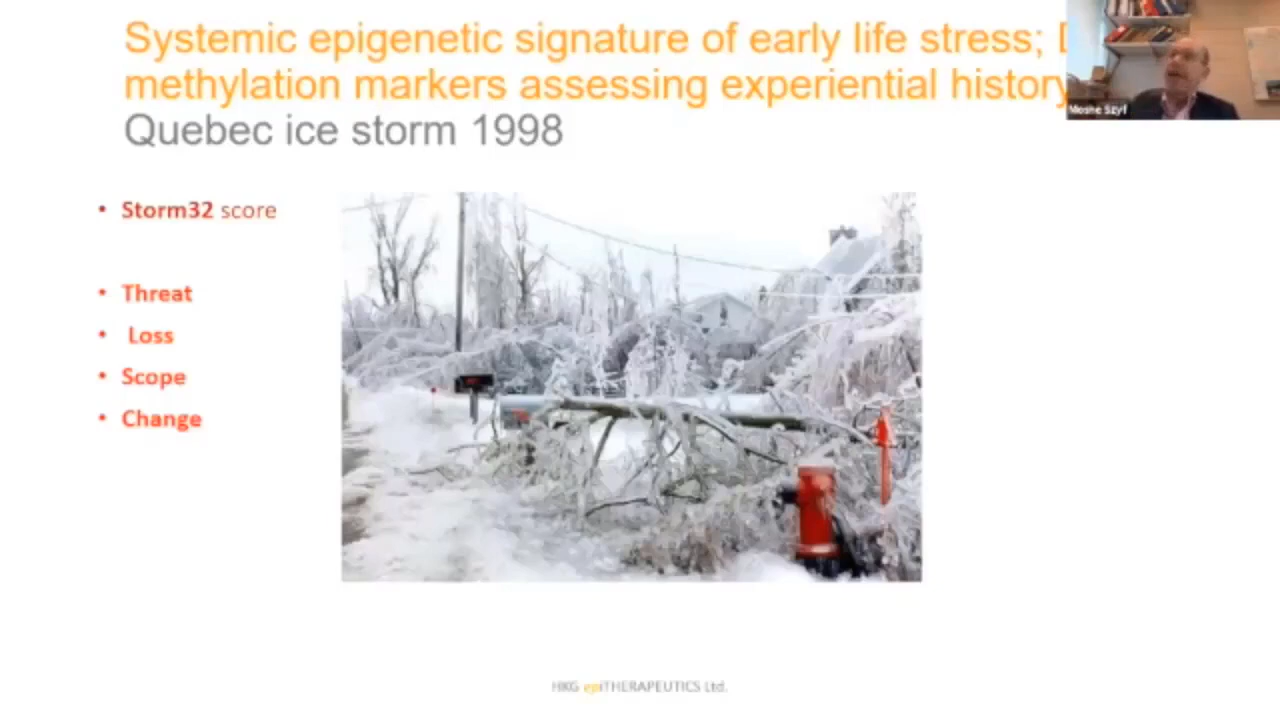 Systemic epigenetic signature of early life stress;
methylation markers assessing experiential history
Quebec ice storm 1998
Moshe Szyf
• Storm32 score
• Threat
• Loss
• Scope
• Change
HKG epiTHERAPEUTICS Ltd.